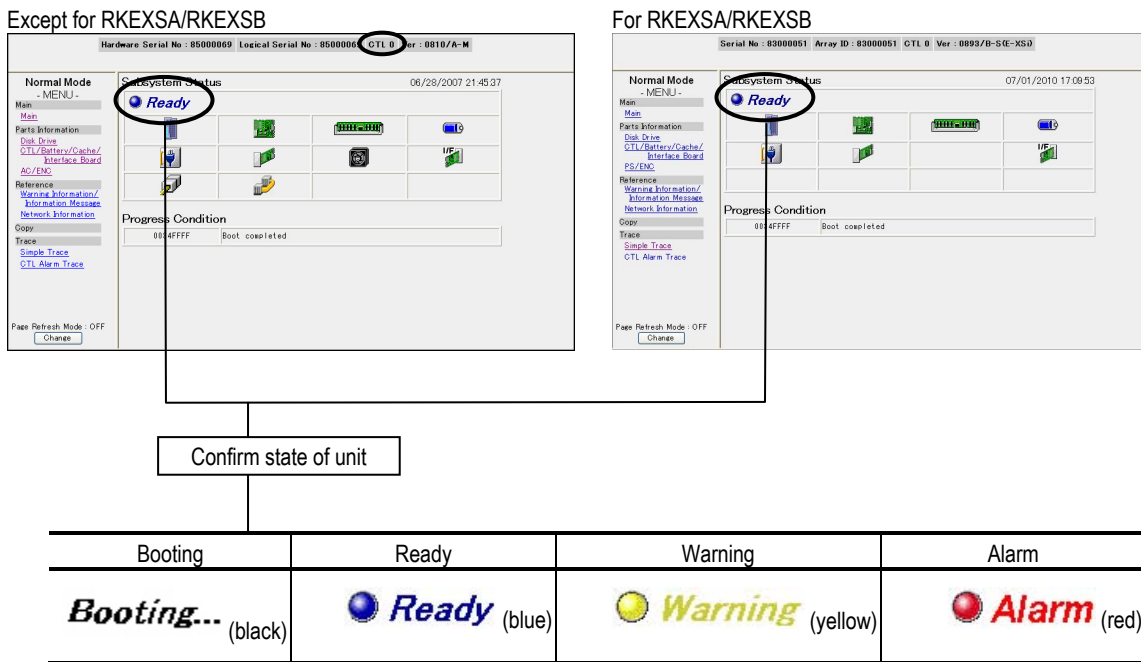 Except for RKEXSA/RKEXSB
Hardware Serial No : 85000069 Logical Serial No : 8500006 CTL 0 Ver : 0810/A-M
Normal Mode
- MENU -
Main
Main
Parts Information
Disk Drive
CTL/Battery/Cache/
Interface Board
AC/ENC
Reference
Warning Information/
Information Message
Network Information
Copy
Trace
Simple Trace
CTL Alarm Trace
Page Refresh Mode : OFF
Change
Subsystem Status
06/28/2007 21:45:37
Ready
I/F
Progress Condition
0034FFFF Boot completed
For RKEXSA/RKEXSB
Serial No : 83000051 Array ID : 83000051 CTL 0 Ver : 0893/B-S(E-XSi)
Normal Mode
- MENU -
Main
Main
Parts Information
Disk Drive
CTL/Battery/Cache/
Interface Board
PS/ENC
Reference
Warning Information/
Information Message
Network Information
Copy
Trace
Simple Trace
CTL Alarm Trace
Page Refresh Mode : OFF
Change
Subsystem Status
07/01/2010 17:09:53
Ready
I/F
Progress Condition
0034FFFF Boot completed
Confirm state of unit
Booting Ready Warning Alarm
Booting... (black) Ready (blue) Warning (yellow) Alarm (red)